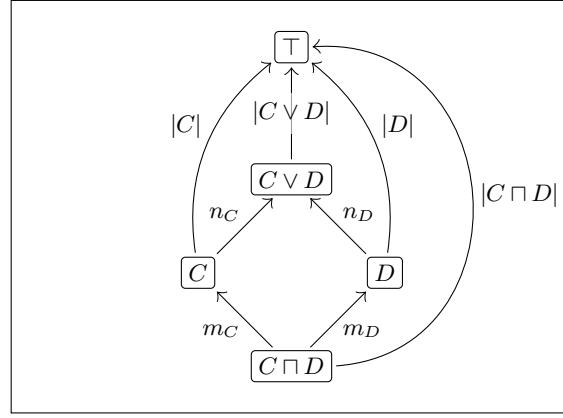 ⊤
|C ∨ D|
|C| |D|
C ∨ D
|C ⊓ D|
n_C n_D
C D
m_C m_D
C ⊓ D